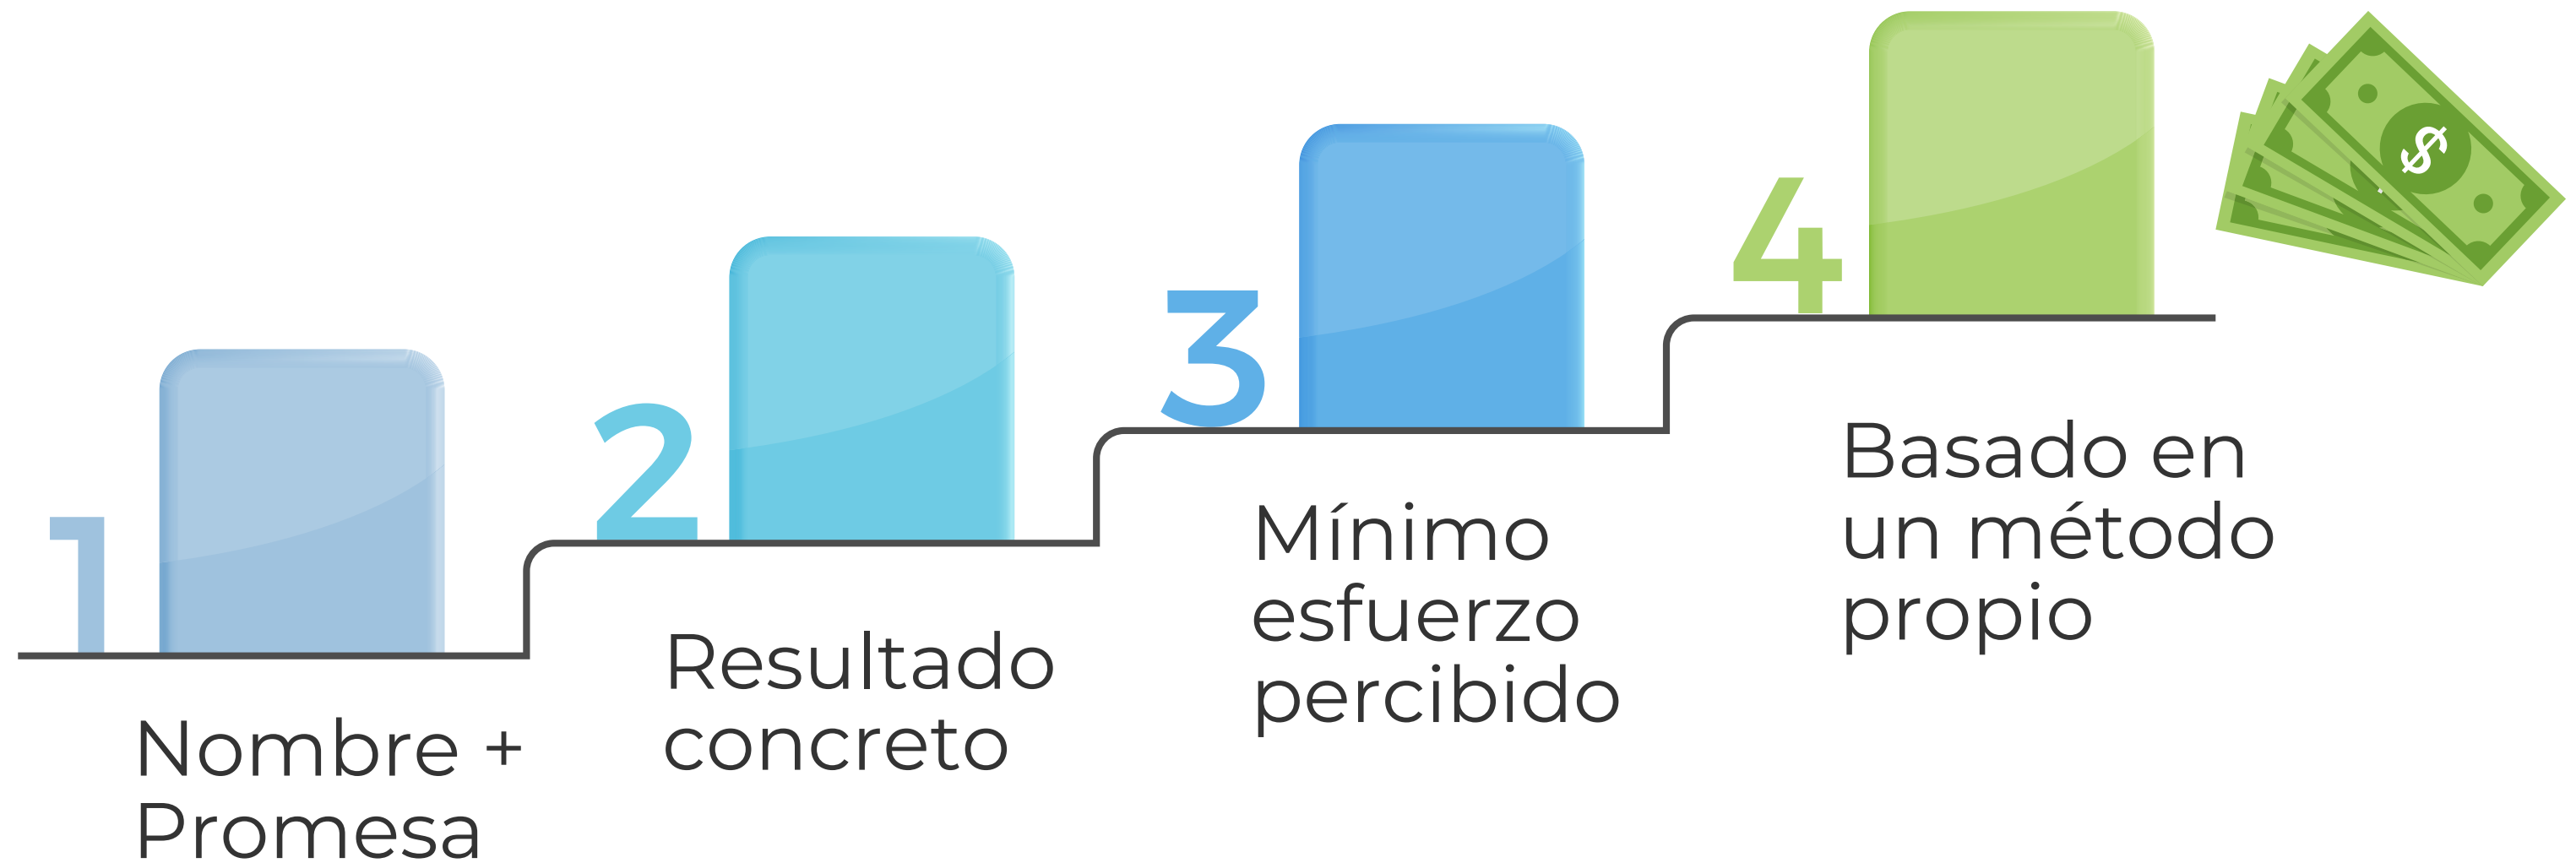 1
Nombre +
Promesa
2
Resultado
concreto
3
Mínimo
esfuerzo
percibido
4
Basado en
un método
propio
$